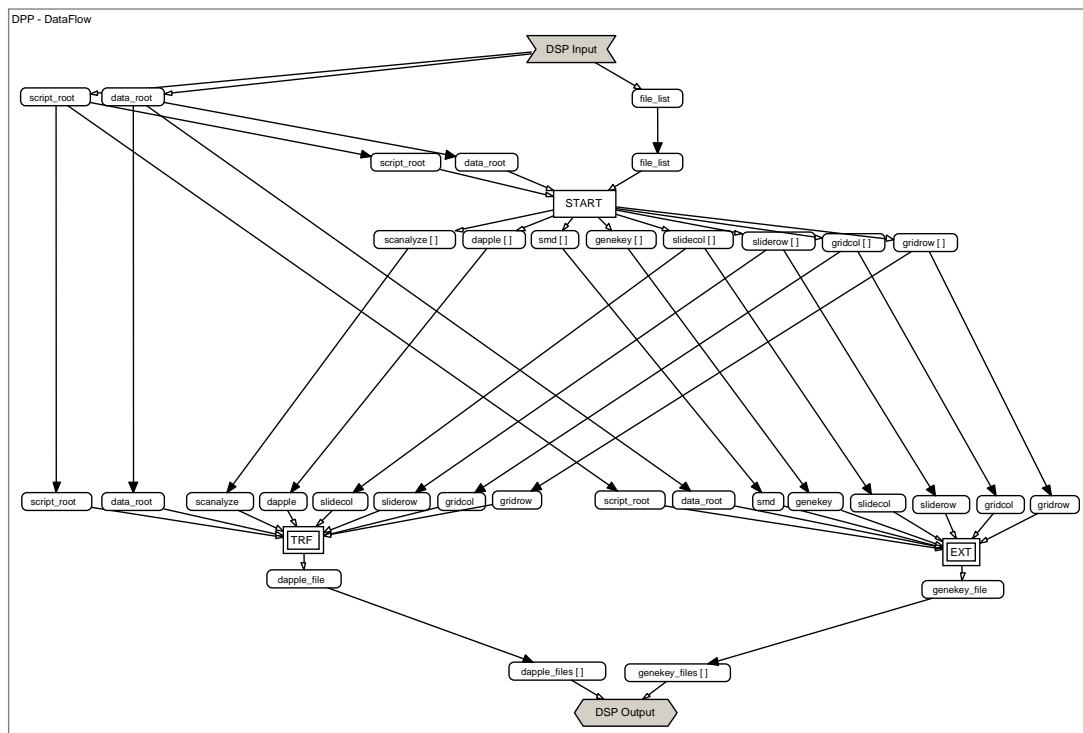 DPP - DataFlow
DSP Input
script_root
data_root
file_list
script_root
data_root
file_list
START
scanalyze [ ]
dapple [ ]
smd [ ]
genekey [ ]
slidecol [ ]
sliderow [ ]
gridcol [ ]
gridrow [ ]
script_root
data_root
scanalyze
dapple
slidecol
sliderow
gridcol
gridrow
script_root
data_root
smd
genekey
slidecol
sliderow
gridcol
gridrow
TRF
EXT
dapple_file
genekey_file
dapple_files [ ]
genekey_files [ ]
DSP Output